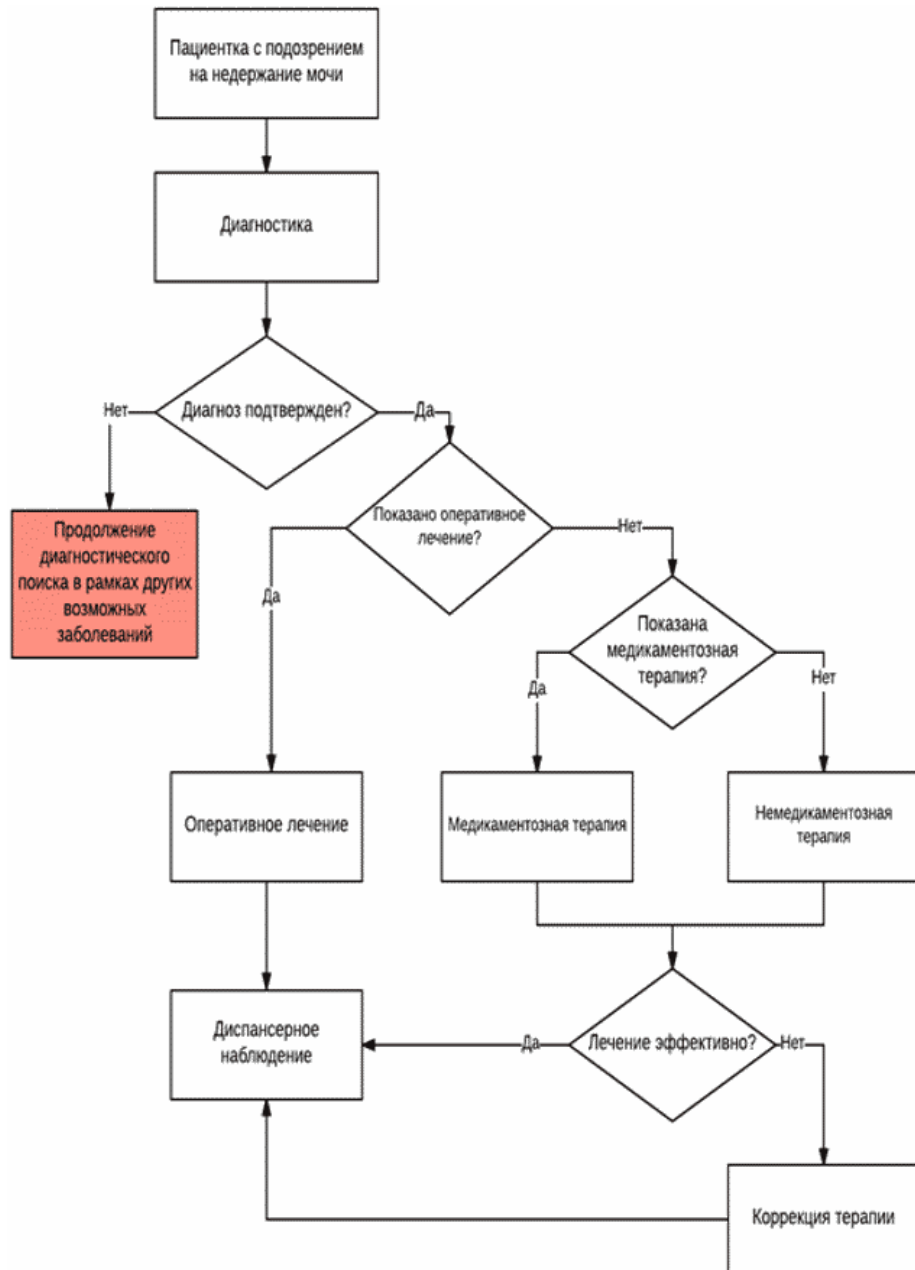 Пациентка с подозрением
на недержание мочи
Диагностика
Диагноз подтвержден?
Нет
Да
Продолжение
диагностического
поиска в рамках других
возможных
заболеваний
Показано оперативное
лечение?
Да
Нет
Показана
медикаментозная
терапия?
Да
Нет
Оперативное лечение
Медикаментозная терапия
Немедикаментозная
терапия
Диспансерное
наблюдение
Лечение эффективно?
Да
Нет
Коррекция терапии